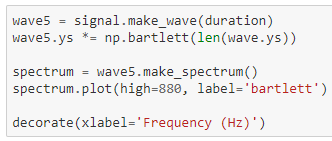 wave5 = signal.make_wave(duration)
wave5.ys *= np.bartlett(len(wave.ys))
spectrum = wave5.make_spectrum()
spectrum.plot(high=880, label='bartlett')
decorate(xlabel='Frequency (Hz)')